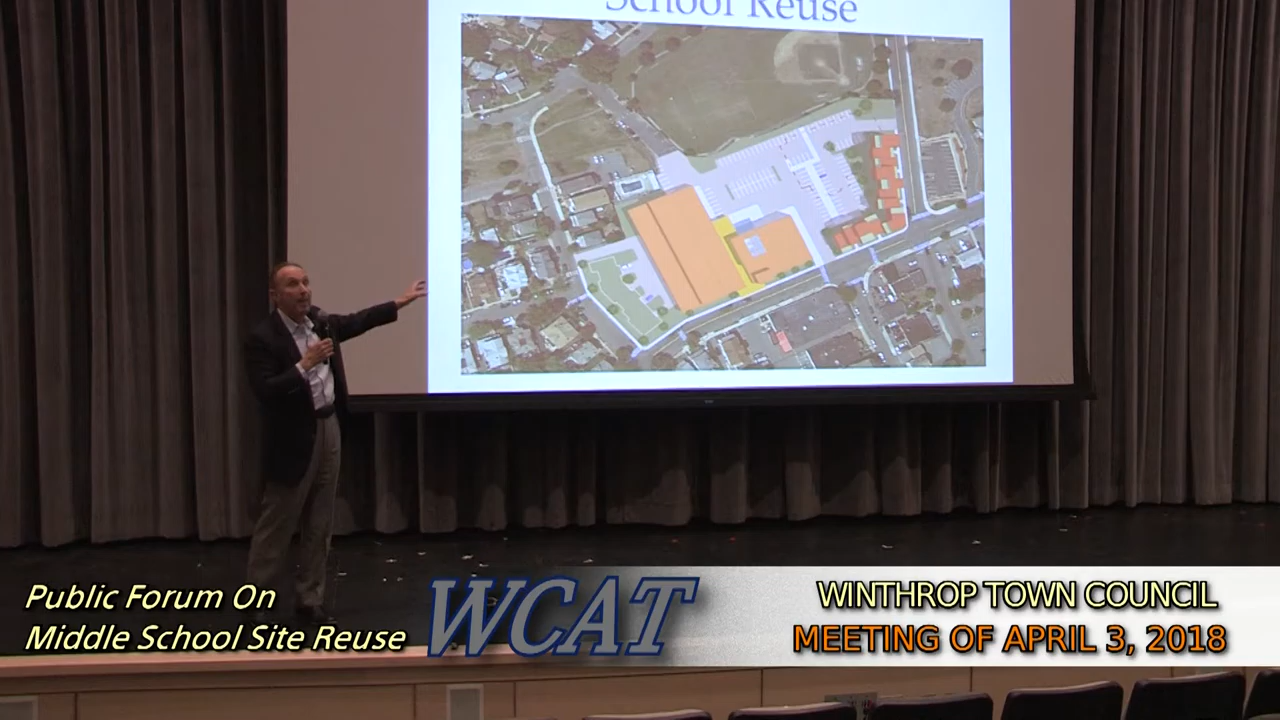 School Reuse
Public Forum On
Middle School Site Reuse
WCAT
WINTHROP TOWN COUNCIL
MEETING OF APRIL 3, 2018